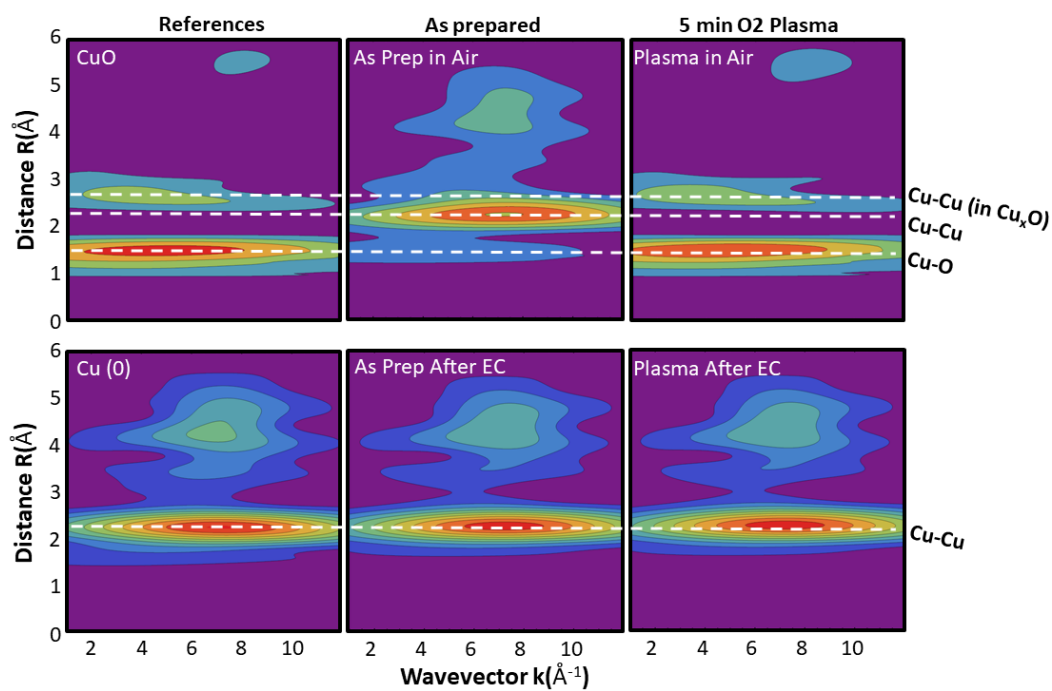 References As prepared 5 min O2 Plasma
CuO As Prep in Air Plasma in Air
6
5
4
3
2
1
0
Distance R(Å)
Cu-Cu (in CuₓO)
Cu-Cu
Cu-O
Cu (0) As Prep After EC Plasma After EC
6
5
4
3
2
1
0
Distance R(Å)
Cu-Cu
2 4 6 8 10 2 4 6 8 10 2 4 6 8 10
Wavevector k(Å⁻¹)